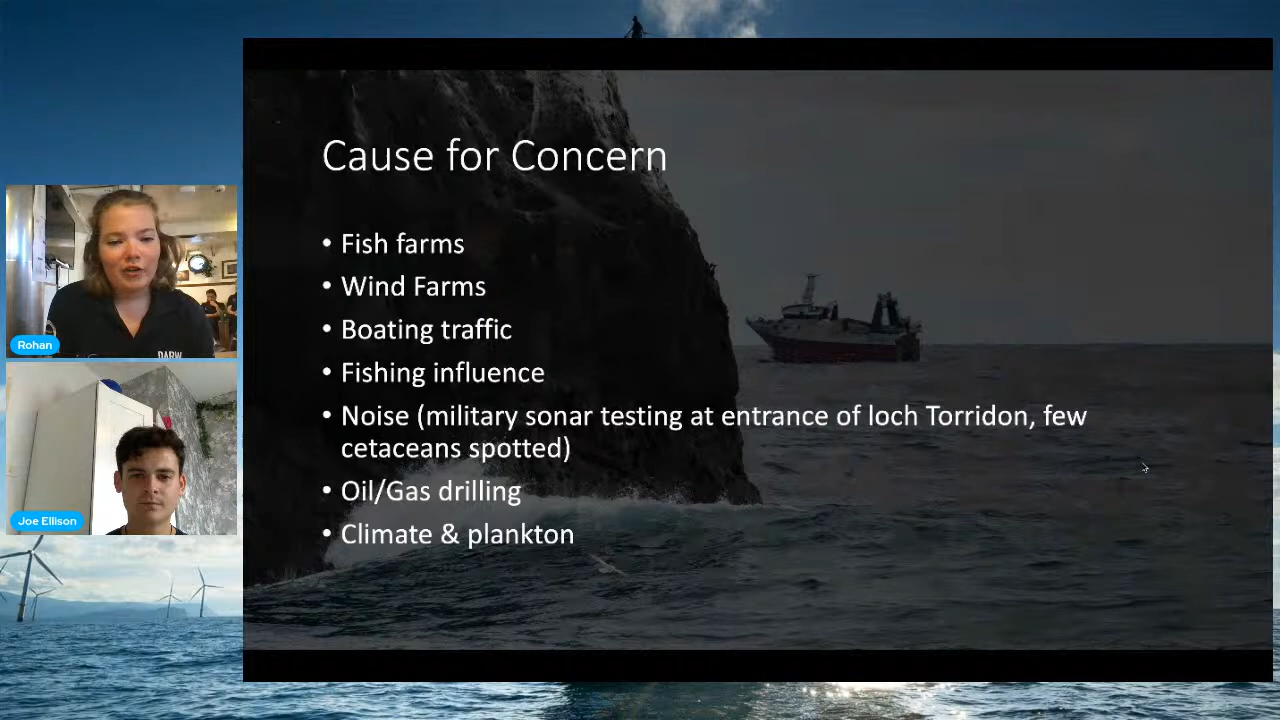 Cause for Concern
• Fish farms
• Wind Farms
• Boating traffic
• Fishing influence
• Noise (military sonar testing at entrance of loch Torridon, few
cetaceans spotted)
• Oil/Gas drilling
• Climate & plankton
Rohan
DARW
Joe Ellison